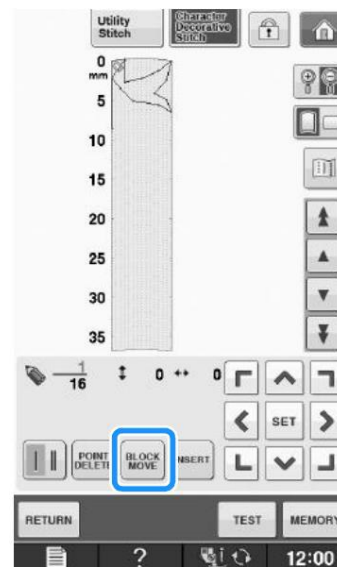 Utility
Stitch
Character
Decorative
Stitch
0
mm
5
10
15
20
25
30
35
1
16
0
0
SET
POINT
DELETE
BLOCK
MOVE
INSERT
RETURN
TEST
MEMORY
?
12:00